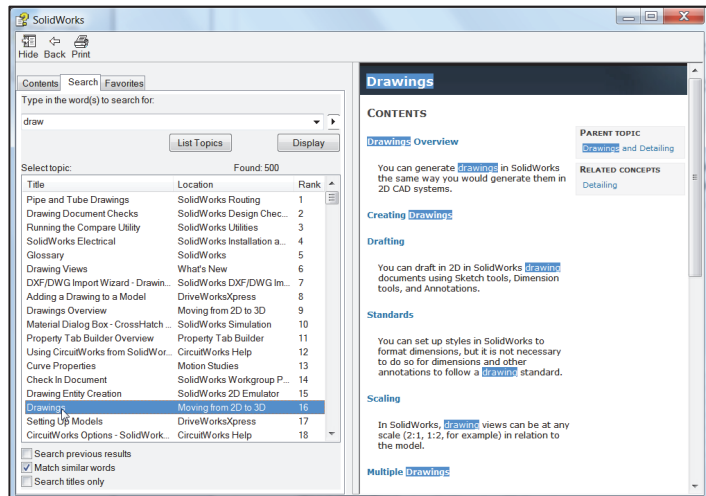 SolidWorks
Hide Back Print
Contents Search Favorites
Type in the word(s) to search for:
draw
List Topics Display
Select topic: Found: 500
Title Location Rank
Pipe and Tube Drawings SolidWorks Routing 1
Drawing Document Checks SolidWorks Design Chec... 2
Running the Compare Utility SolidWorks Utilities 3
SolidWorks Electrical SolidWorks Installation a... 4
Glossary SolidWorks 5
Drawing Views What's New 6
DXF/DWG Import Wizard - Drawin... SolidWorks DXF/DWG Im... 7
Adding a Drawing to a Model DriveWorksXpress 8
Drawings Overview Moving from 2D to 3D 9
Material Dialog Box - CrossHatch ... SolidWorks Simulation 10
Property Tab Builder Overview Property Tab Builder 11
Using CircuitWorks from SolidWor... CircuitWorks Help 12
Curve Properties Motion Studies 13
Check In Document SolidWorks Workgroup P... 14
Drawing Entity Creation SolidWorks 2D Emulator 15
Drawings Moving from 2D to 3D 16
Setting Up Models DriveWorksXpress 17
CircuitWorks Options - SolidWork... CircuitWorks Help 18
Search previous results
Match similar words
Search titles only
Drawings
CONTENTS
Drawings Overview
You can generate drawings in SolidWorks
the same way you would generate them in
2D CAD systems.
Creating Drawings
Drafting
You can draft in 2D in SolidWorks drawing
documents using Sketch tools, Dimension
tools, and Annotations.
Standards
You can set up styles in SolidWorks to
format dimensions, but it is not necessary
to do so for dimensions and other
annotations to follow a drawing standard.
Scaling
In SolidWorks, drawing views can be at any
scale (2:1, 1:2, for example) in relation to
the model.
Multiple Drawings
PARENT TOPIC
Drawings and Detailing
RELATED CONCEPTS
Detailing